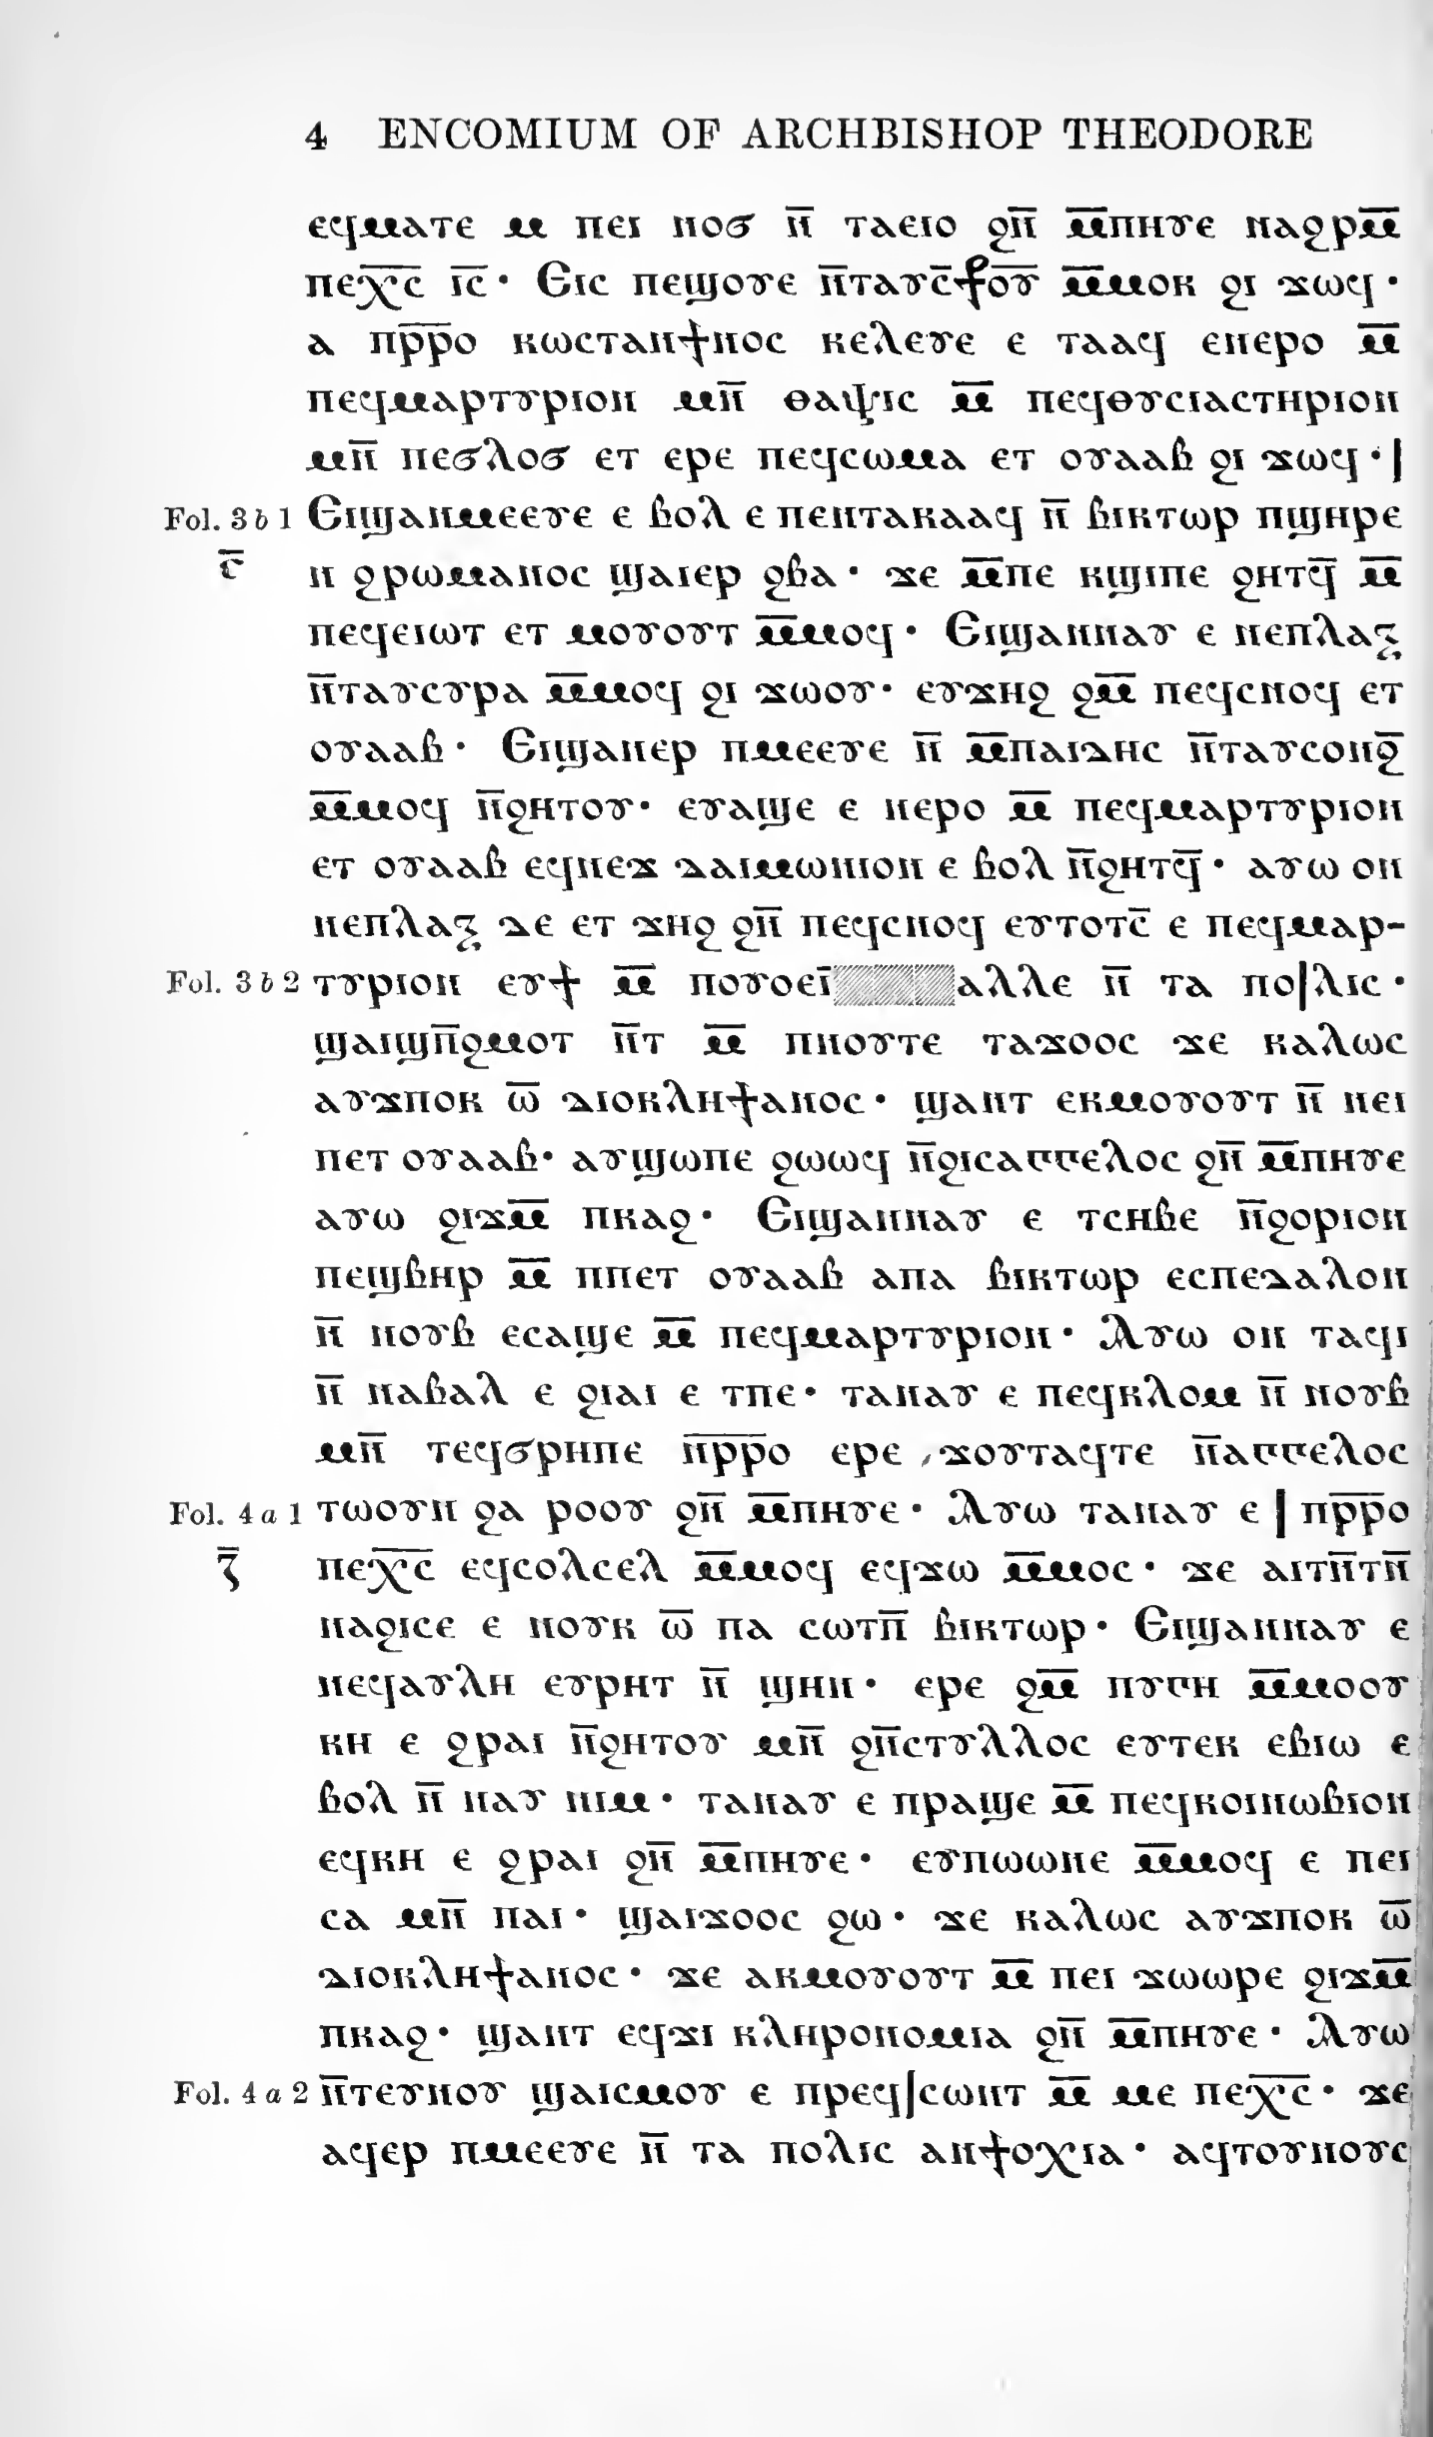 4 ENCOMIUM OF ARCHBISHOP THEODORE
ⲉϥⲙⲁⲧⲉ ⲙ ⲡⲉⲓ ⲛⲟϭ ⲛ̅ ⲧⲁⲉⲓⲟ ϩⲛ̅ ⲙ̅ⲡⲏⲩⲉ ⲛⲁϩⲣⲙ̅
ⲡⲉⲭ̅ⲥ̅ ⲓ̅ⲥ̅· Ⲉⲓⲥ ⲡⲉϣⲟⲩⲉ ⲛ̅ⲧⲁⲩⲥ̅ⲣⲟ̅ⲩ̅ ⲙ̅ⲙⲟⲕ ϩⲓ ϫⲱϥ·
ⲁ ⲡⲣ̅ⲣ̅ⲟ ⲕⲱⲥⲧⲁⲛϯⲛⲟⲥ ⲕⲉⲗⲉⲩⲉ ⲉ ⲧⲁⲁϥ ⲉⲛⲉⲣⲟ ⲙ̅
ⲡⲉϥⲙⲁⲣⲧⲩⲣⲓⲟⲛ ⲙⲛ̅ ⲑⲁⲯⲓⲥ ⲙ̅ ⲡⲉϥⲑⲩⲥⲓⲁⲥⲧⲏⲣⲓⲟⲛ
ⲙⲛ̅ ⲡⲉϭⲗⲟϭ ⲉⲧ ⲉⲣⲉ ⲡⲉϥⲥⲱⲙⲁ ⲉⲧ ⲟⲩⲁⲁⲃ ϩⲓ ϫⲱϥ·|
Fol. 3 b 1 Ⲉⲓϣⲁⲛⲙⲉⲉⲩⲉ ⲉ ⲃⲟⲗ ⲉ ⲡⲉⲛⲧⲁⲕⲁⲁϥ ⲛ̅ ⲃⲓⲕⲧⲱⲣ ⲡϣⲏⲣⲉ
ⲋ̅ ⲛ ϩⲣⲱⲙⲁⲛⲟⲥ ϣⲁⲓⲉⲣ ϩⲃⲁ· ϫⲉ ⲙ̅ⲡⲉ ⲕϣⲓⲡⲉ ϩⲏⲧϥ̅ ⲙ̅
ⲡⲉϥⲉⲓⲱⲧ ⲉⲧ ⲙⲟⲩⲟⲩⲧ ⲙ̅ⲙⲟϥ· Ⲉⲓϣⲁⲛⲛⲁⲩ ⲉ ⲛⲉⲡⲗⲁⲝ
ⲛ̅ⲧⲁⲩⲥⲩⲣⲁ ⲙ̅ⲙⲟϥ ϩⲓ ϫⲱⲟⲩ· ⲉⲩϫⲏϩ ϩⲙ̅ ⲡⲉϥⲥⲛⲟϥ ⲉⲧ
ⲟⲩⲁⲁⲃ· Ⲉⲓϣⲁⲛⲉⲣ ⲡⲙⲉⲉⲩⲉ ⲛ̅ ⲙ̅ⲡⲁⲓⲇⲏⲥ ⲛ̅ⲧⲁⲩⲥⲟⲛϩ̅
ⲙ̅ⲙⲟϥ ⲛ̅ϩⲏⲧⲟⲩ· ⲉⲩⲁϣⲉ ⲉ ⲛⲉⲣⲟ ⲙ̅ ⲡⲉϥⲙⲁⲣⲧⲩⲣⲓⲟⲛ
ⲉⲧ ⲟⲩⲁⲁⲃ ⲉϥⲛⲉϫ ⲇⲁⲓⲙⲱⲛⲓⲟⲛ ⲉ ⲃⲟⲗ ⲛ̅ϩⲏⲧϥ̅· ⲁⲩⲱ ⲟⲛ
ⲛⲉⲡⲗⲁⲝ ⲇⲉ ⲉⲧ ϫⲏϩ ϩⲛ̅ ⲡⲉϥⲥⲛⲟϥ ⲉⲩⲧⲟⲧⲥ̅ ⲉ ⲡⲉϥⲙⲁⲣ-
Fol. 3 b 2 ⲧⲩⲣⲓⲟⲛ ⲉⲩϯ ⲙ̅ ⲡⲟⲩⲟⲉⲓ̅ ⲁⲗⲗⲉ ⲛ̅ ⲧⲁ ⲡⲟ|ⲗⲓⲥ·
ϣⲁⲓϣⲡ̅ϩⲙⲟⲧ ⲛ̅ⲧ ⲙ̅ ⲡⲛⲟⲩⲧⲉ ⲧⲁϫⲟⲟⲥ ϫⲉ ⲕⲁⲗⲱⲥ
ⲁⲩϫⲡⲟⲕ ⲱ̅ ⲇⲓⲟⲕⲗⲏϯⲁⲛⲟⲥ· ϣⲁⲛⲧ ⲉⲕⲙⲟⲩⲟⲩⲧ ⲛ̅ ⲛⲉⲓ
ⲡⲉⲧ ⲟⲩⲁⲁⲃ· ⲁⲩϣⲱⲡⲉ ϩⲱⲱϥ ⲛ̅ϩⲓⲥⲁⲅⲅⲉⲗⲟⲥ ϩⲛ̅ ⲙ̅ⲡⲏⲩⲉ
ⲁⲩⲱ ϩⲓϫⲙ̅ ⲡⲕⲁϩ· Ⲉⲓϣⲁⲛⲛⲁⲩ ⲉ ⲧⲥⲏⲃⲉ ⲛ̅ϩⲟⲣⲓⲟⲛ
ⲡⲉϣⲃⲏⲣ ⲙ̅ ⲡⲡⲉⲧ ⲟⲩⲁⲁⲃ ⲁⲡⲁ ⲃⲓⲕⲧⲱⲣ ⲉⲥⲡⲉⲇⲁⲗⲟⲛ
ⲛ̅ ⲛⲟⲩⲃ ⲉⲥⲁϣⲉ ⲙ̅ ⲡⲉϥⲙⲁⲣⲧⲩⲣⲓⲟⲛ· Ⲁⲩⲱ ⲟⲛ ⲧⲁϥⲓ
ⲛ̅ ⲛⲁⲃⲁⲗ ⲉ ϩⲓⲁⲓ ⲉ ⲧⲡⲉ· ⲧⲁⲛⲁⲩ ⲉ ⲡⲉϥⲕⲗⲟⲙ ⲛ̅ ⲛⲟⲩⲃ
ⲙⲛ̅ ⲧⲉϥϭⲣⲏⲡⲉ ⲛ̅ⲣ̅ⲣ̅ⲟ ⲉⲣⲉ ϫⲟⲩⲧⲁϥⲧⲉ ⲛ̅ⲁⲅⲅⲉⲗⲟⲥ
Fol. 4 a 1 ⲧⲱⲟⲩⲛ ϩⲁ ⲣⲟⲟⲩ ϩⲛ̅ ⲙ̅ⲡⲏⲩⲉ· Ⲁⲩⲱ ⲧⲁⲛⲁⲩ ⲉ | ⲡⲣ̅ⲣ̅ⲟ
ⲍ̅ ⲡⲉⲭ̅ⲥ̅ ⲉϥⲥⲟⲗⲥⲉⲗ ⲙ̅ⲙⲟϥ ⲉϥϫⲱ ⲙ̅ⲙⲟⲥ· ϫⲉ ⲁⲓⲧⲛ̅ⲧⲛ̅
ⲛⲁϩⲓⲥⲉ ⲉ ⲛⲟⲩⲕ ⲱ̅ ⲡⲁ ⲥⲱⲧⲡ̅ ⲃⲓⲕⲧⲱⲣ· Ⲉⲓϣⲁⲛⲛⲁⲩ ⲉ
ⲛⲉϥⲁⲩⲗⲏ ⲉⲩⲣⲏⲧ ⲛ̅ ϣⲏⲛ· ⲉⲣⲉ ϩⲙ̅ ⲡⲩⲅⲏ ⲙ̅ⲙⲟⲟⲩ
ⲕⲏ ⲉ ϩⲣⲁⲓ ⲛ̅ϩⲏⲧⲟⲩ ⲙⲛ̅ ϩⲛ̅ⲥⲧⲩⲗⲗⲟⲥ ⲉⲩⲧⲉⲕ ⲉⲃⲓⲱ ⲉ
ⲃⲟⲗ ⲛ̅ ⲛⲁⲩ ⲛⲓⲙ· ⲧⲁⲛⲁⲩ ⲉ ⲡⲣⲁϣⲉ ⲙ̅ ⲡⲉϥⲕⲟⲓⲛⲱⲃⲓⲟⲛ
ⲉϥⲕⲏ ⲉ ϩⲣⲁⲓ ϩⲛ̅ ⲙ̅ⲡⲏⲩⲉ· ⲉⲩⲡⲱⲱⲛⲉ ⲙ̅ⲙⲟϥ ⲉ ⲡⲉⲓ
ⲥⲁ ⲙⲛ̅ ⲡⲁⲓ· ϣⲁⲓϫⲟⲟⲥ ϩⲱ· ϫⲉ ⲕⲁⲗⲱⲥ ⲁⲩϫⲡⲟⲕ ⲱ̅
ⲇⲓⲟⲕⲗⲏϯⲁⲛⲟⲥ· ϫⲉ ⲁⲕⲙⲟⲩⲟⲩⲧ ⲙ̅ ⲡⲉⲓ ϫⲱⲱⲣⲉ ϩⲓϫⲙ̅
ⲡⲕⲁϩ· ϣⲁⲛⲧ ⲉϥϫⲓ ⲕⲗⲏⲣⲟⲛⲟⲙⲓⲁ ϩⲛ̅ ⲙ̅ⲡⲏⲩⲉ· Ⲁⲩⲱ
Fol. 4 a 2 ⲛ̅ⲧⲉⲩⲛⲟⲩ ϣⲁⲓⲥⲙⲟⲩ ⲉ ⲡⲣⲉϥ|ⲥⲱⲛⲧ ⲙ̅ ⲙⲉ ⲡⲉⲭ̅ⲥ̅· ϫⲉ
ⲁϥⲉⲣ ⲡⲙⲉⲉⲩⲉ ⲛ̅ ⲧⲁ ⲡⲟⲗⲓⲥ ⲁⲛϯⲟⲭⲓⲁ· ⲁϥⲧⲟⲩⲛⲟⲩⲥ